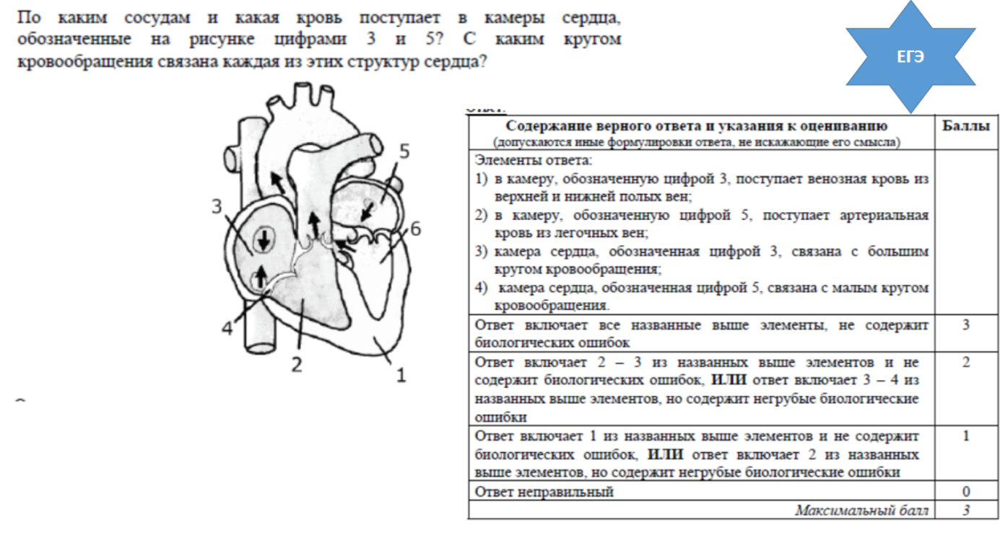 По каким сосудам и какая кровь поступает в камеры сердца,
обозначенные на рисунке цифрами 3 и 5? С каким кругом
кровообращения связана каждая из этих структур сердца?
ЕГЭ
3
5
6
4
2
1
Ответ:
Содержание верного ответа и указания к оцениванию
(допускаются иные формулировки ответа, не искажающие его смысла)
Баллы
Элементы ответа:
1) в камеру, обозначенную цифрой 3, поступает венозная кровь из
верхней и нижней полых вен;
2) в камеру, обозначенную цифрой 5, поступает артериальная
кровь из легочных вен;
3) камера сердца, обозначенная цифрой 3, связана с большим
кругом кровообращения;
4) камера сердца, обозначенная цифрой 5, связана с малым кругом
кровообращения.
Ответ включает все названные выше элементы, не содержит
биологических ошибок
3
Ответ включает 2 – 3 из названных выше элементов и не
содержит биологических ошибок, ИЛИ ответ включает 3 – 4 из
названных выше элементов, но содержит негрубые биологические
ошибки
2
Ответ включает 1 из названных выше элементов и не содержит
биологических ошибок, ИЛИ ответ включает 2 из названных
выше элементов, но содержит негрубые биологические ошибки
1
Ответ неправильный
0
Максимальный балл
3